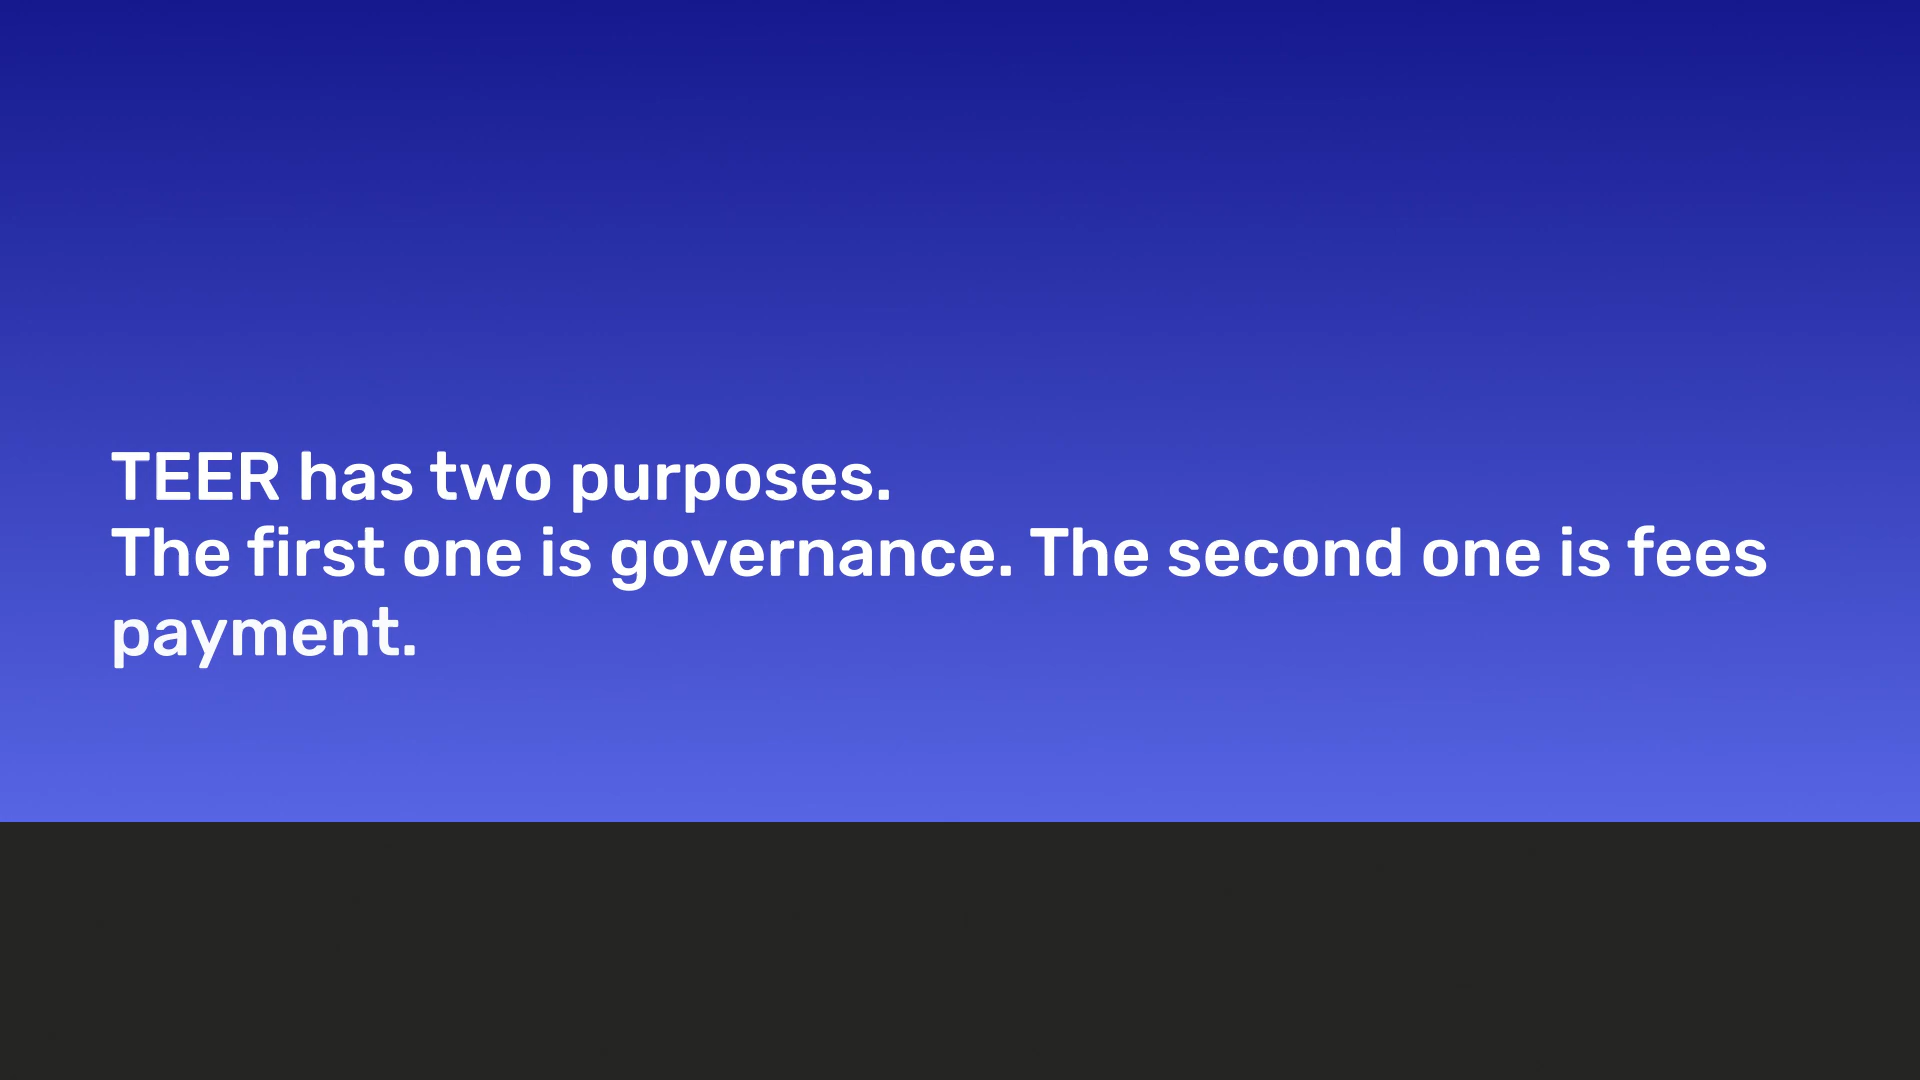 TEER has two purposes.
The first one is governance. The second one is fees
payment.